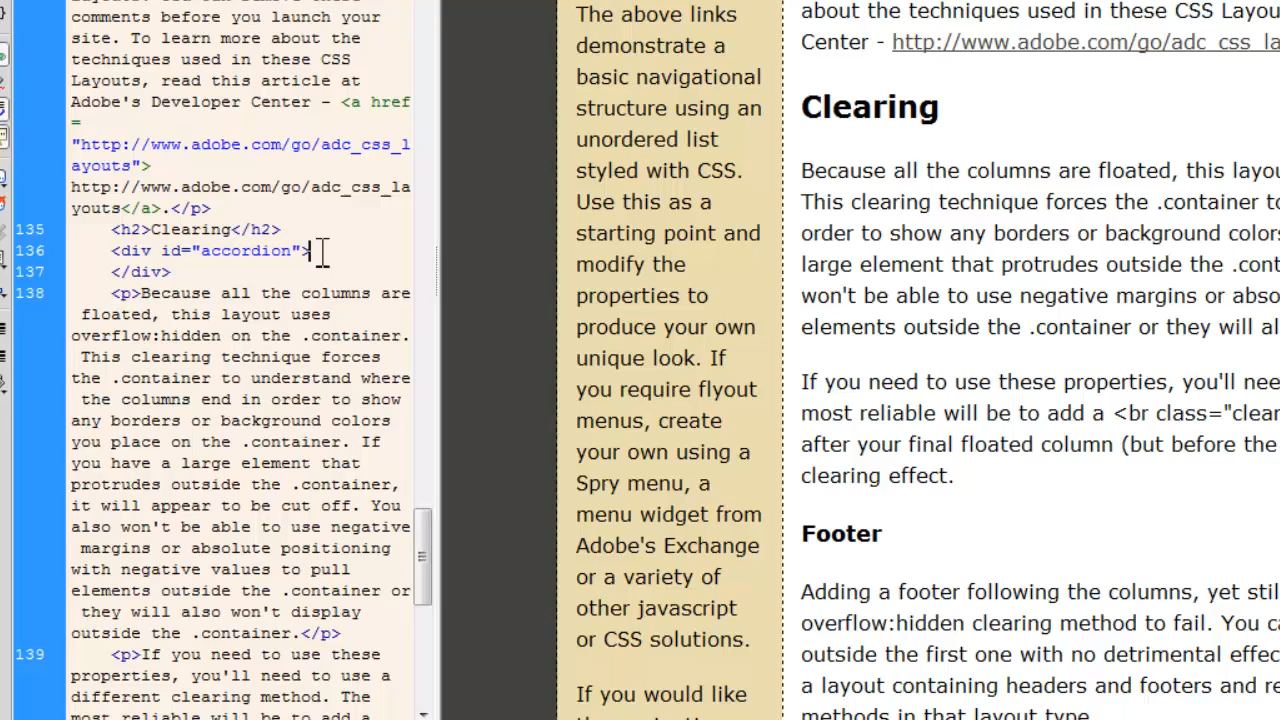 layouts. You can remove these
comments before you launch your
site. To learn more about the
techniques used in these CSS
Layouts, read this article at
Adobe's Developer Center - <a href
=
"http://www.adobe.com/go/adc_css_l
ayouts">
http://www.adobe.com/go/adc_css_la
youts</a>.</p>
135 <h2>Clearing</h2>
136 <div id="accordion">
137 </div>
138 <p>Because all the columns are
floated, this layout uses
overflow:hidden on the .container.
This clearing technique forces
the .container to understand where
the columns end in order to show
any borders or background colors
you place on the .container. If
you have a large element that
protrudes outside the .container,
it will appear to be cut off. You
also won't be able to use negative
margins or absolute positioning
with negative values to pull
elements outside the .container or
they will also won't display
outside the .container.</p>
139 <p>If you need to use these
properties, you'll need to use a
different clearing method. The
most reliable will be to add a
The above links
demonstrate a
basic navigational
structure using an
unordered list
styled with CSS.
Use this as a
starting point and
modify the
properties to
produce your own
unique look. If
you require flyout
menus, create
your own using a
Spry menu, a
menu widget from
Adobe's Exchange
or a variety of
other javascript
or CSS solutions.
If you would like
about the techniques used in these CSS Layou
Center - http://www.adobe.com/go/adc_css_la
Clearing
Because all the columns are floated, this layou
This clearing technique forces the .container to
order to show any borders or background colors
large element that protrudes outside the .cont
won't be able to use negative margins or abso
elements outside the .container or they will al
If you need to use these properties, you'll nee
most reliable will be to add a <br class="clear
after your final floated column (but before the
clearing effect.
Footer
Adding a footer following the columns, yet stil
overflow:hidden clearing method to fail. You ca
outside the first one with no detrimental effec
a layout containing headers and footers and re
methods in that layout type.